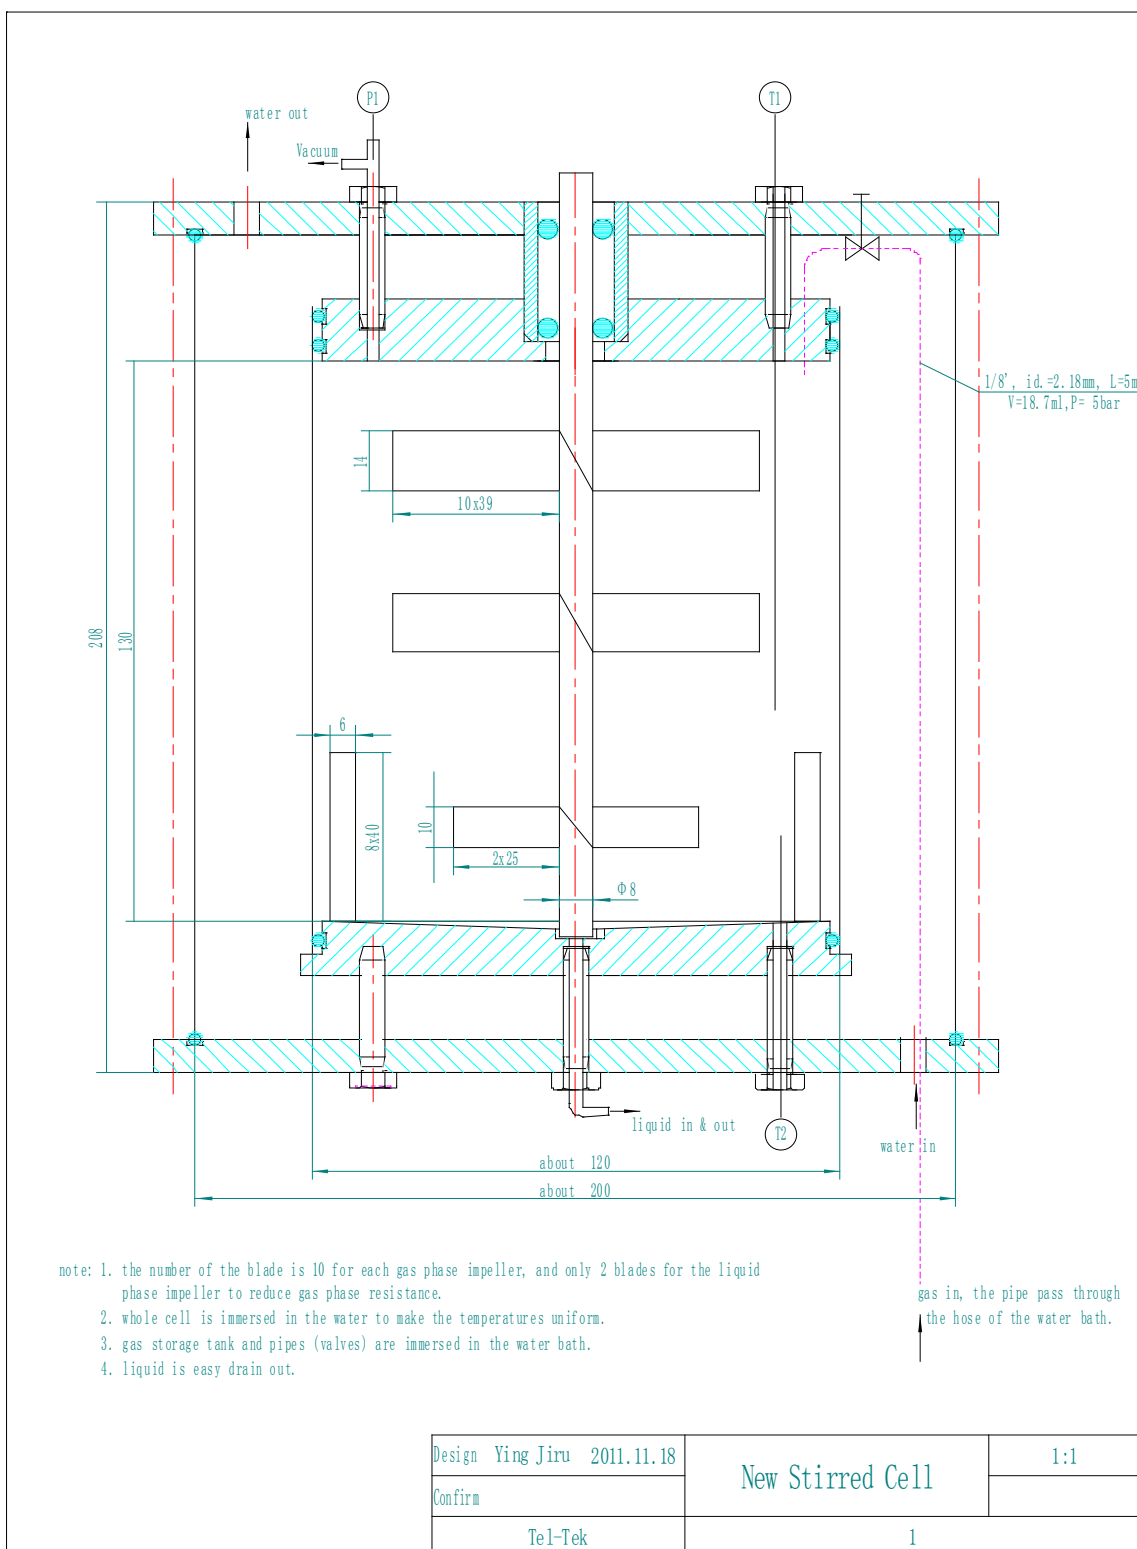 P1
T1
water out
Vacuum
1/8', id.=2.18mm, L=5m
V=18.7ml,P= 5bar
14
10x39
208
130
6
8x40
10
2x25
Φ8
liquid in & out
T2
water in
about 120
about 200
note: 1. the number of the blade is 10 for each gas phase impeller, and only 2 blades for the liquid
phase impeller to reduce gas phase resistance.
2. whole cell is immersed in the water to make the temperatures uniform.
3. gas storage tank and pipes (valves) are immersed in the water bath.
4. liquid is easy drain out.
gas in, the pipe pass through
the hose of the water bath.
Design Ying Jiru 2011.11.18
New Stirred Cell
1:1
Confirm
Tel-Tek
1